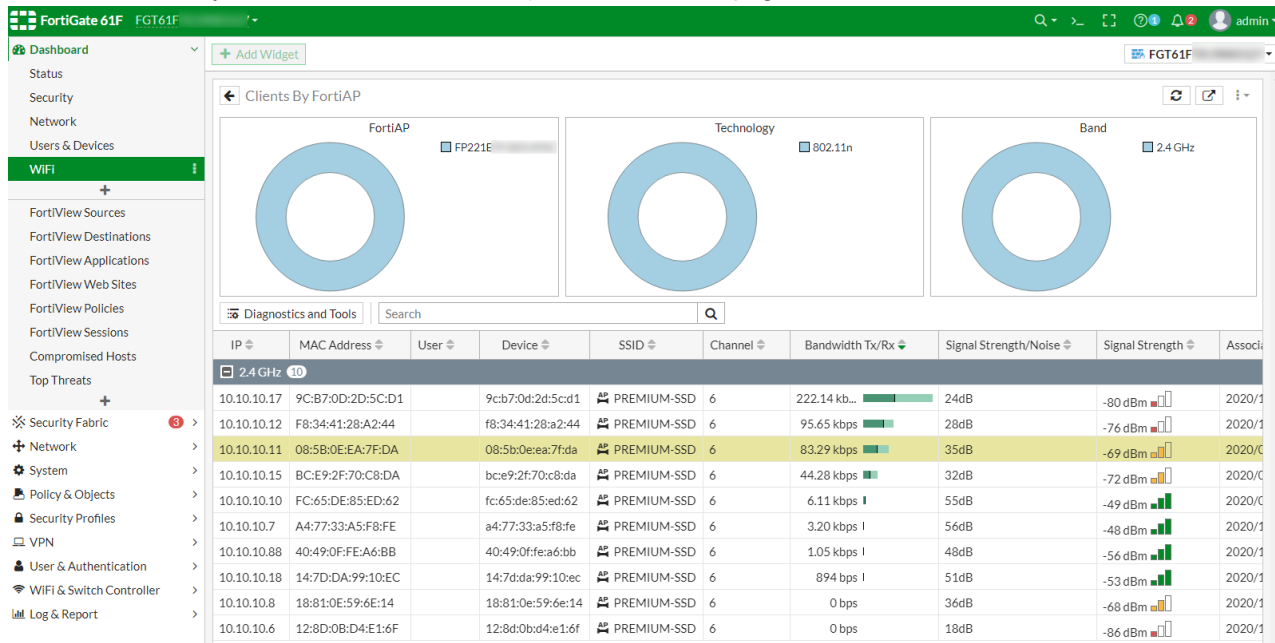 FortiGate 61F FGT61F
1 2 admin
Dashboard
Status
Security
Network
Users & Devices
WiFi
FortiView Sources
FortiView Destinations
FortiView Applications
FortiView Web Sites
FortiView Policies
FortiView Sessions
Compromised Hosts
Top Threats
Security Fabric 3
Network
System
Policy & Objects
Security Profiles
VPN
User & Authentication
WiFi & Switch Controller
Log & Report
+ Add Widget FGT61F
Clients By FortiAP
FortiAP
FP221E
Technology
802.11n
Band
2.4 GHz
Diagnostics and Tools Search
IP MAC Address User Device SSID Channel Bandwidth Tx/Rx Signal Strength/Noise Signal Strength Associa
2.4 GHz 10
10.10.10.17 9C:B7:0D:2D:5C:D1 9c:b7:0d:2d:5c:d1 AP PREMIUM-SSD 6 222.14 kb... 24dB -80 dBm 2020/1
10.10.10.12 F8:34:41:28:A2:44 f8:34:41:28:a2:44 AP PREMIUM-SSD 6 95.65 kbps 28dB -76 dBm 2020/1
10.10.10.11 08:5B:0E:EA:7F:DA 08:5b:0e:ea:7f:da AP PREMIUM-SSD 6 83.29 kbps 35dB -69 dBm 2020/0
10.10.10.15 BC:E9:2F:70:C8:DA bc:e9:2f:70:c8:da AP PREMIUM-SSD 6 44.28 kbps 32dB -72 dBm 2020/0
10.10.10.10 FC:65:DE:85:ED:62 fc:65:de:85:ed:62 AP PREMIUM-SSD 6 6.11 kbps 55dB -49 dBm 2020/0
10.10.10.7 A4:77:33:A5:F8:FE a4:77:33:a5:f8:fe AP PREMIUM-SSD 6 3.20 kbps 56dB -48 dBm 2020/1
10.10.10.88 40:49:0F:FE:A6:BB 40:49:0f:fe:a6:bb AP PREMIUM-SSD 6 1.05 kbps 48dB -56 dBm 2020/1
10.10.10.18 14:7D:DA:99:10:EC 14:7d:da:99:10:ec AP PREMIUM-SSD 6 894 bps 51dB -53 dBm 2020/1
10.10.10.8 18:81:0E:59:6E:14 18:81:0e:59:6e:14 AP PREMIUM-SSD 6 0 bps 36dB -68 dBm 2020/1
10.10.10.6 12:8D:0B:D4:E1:6F 12:8d:0b:d4:e1:6f AP PREMIUM-SSD 6 0 bps 18dB -86 dBm 2020/1